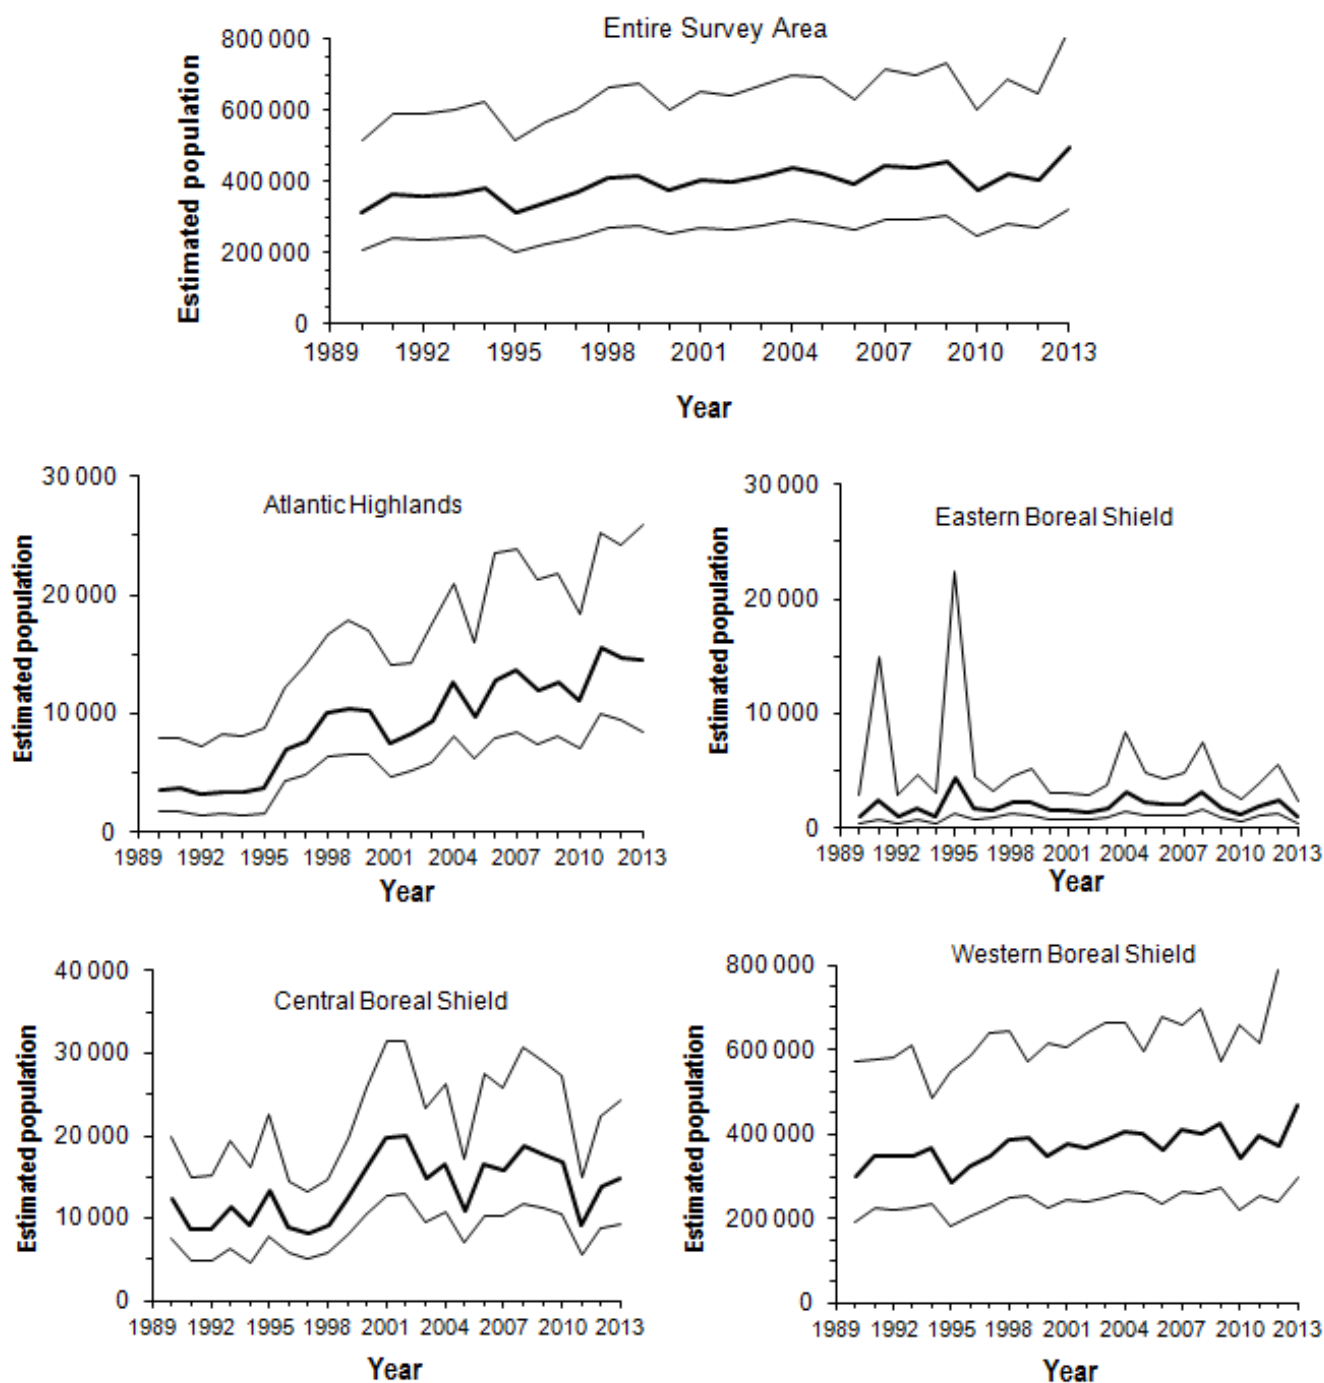 Entire Survey Area
Estimated population
800 000
600 000
400 000
200 000
0
1989 1992 1995 1998 2001 2004 2007 2010 2013
Year
Atlantic Highlands
Estimated population
30 000
20 000
10 000
0
1989 1992 1995 1998 2001 2004 2007 2010 2013
Year
Eastern Boreal Shield
Estimated population
30 000
20 000
10 000
0
1989 1992 1995 1998 2001 2004 2007 2010 2013
Year
Central Boreal Shield
Estimated population
40 000
30 000
20 000
10 000
0
1989 1992 1995 1998 2001 2004 2007 2010 2013
Year
Western Boreal Shield
Estimated population
800 000
600 000
400 000
200 000
0
1989 1992 1995 1998 2001 2004 2007 2010 2013
Year